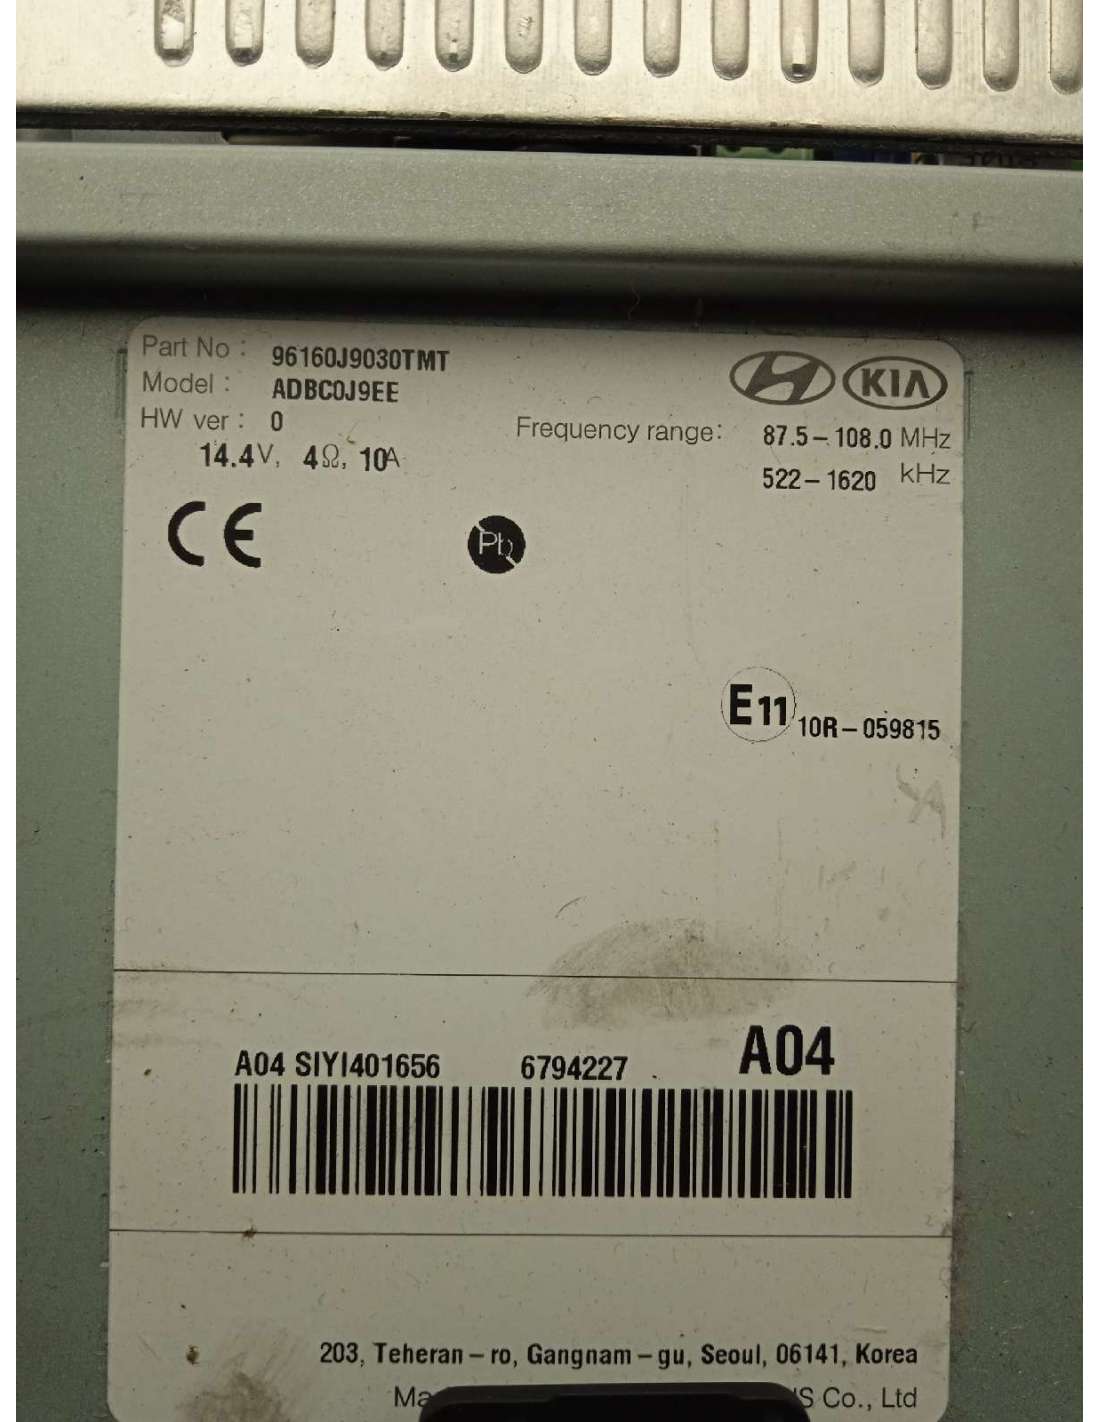 Part No : 96160J9030TMT
Model : ADBC0J9EE
HW ver : 0
14.4V, 4Ω, 10A
KIA
Frequency range: 87.5-108.0 MHz
522-1620 kHz
CE
Pb
E11 10R-059815
A04 SIYI401656 6794227 A04
203, Teheran-ro, Gangnam-gu, Seoul, 06141, Korea
Co., Ltd